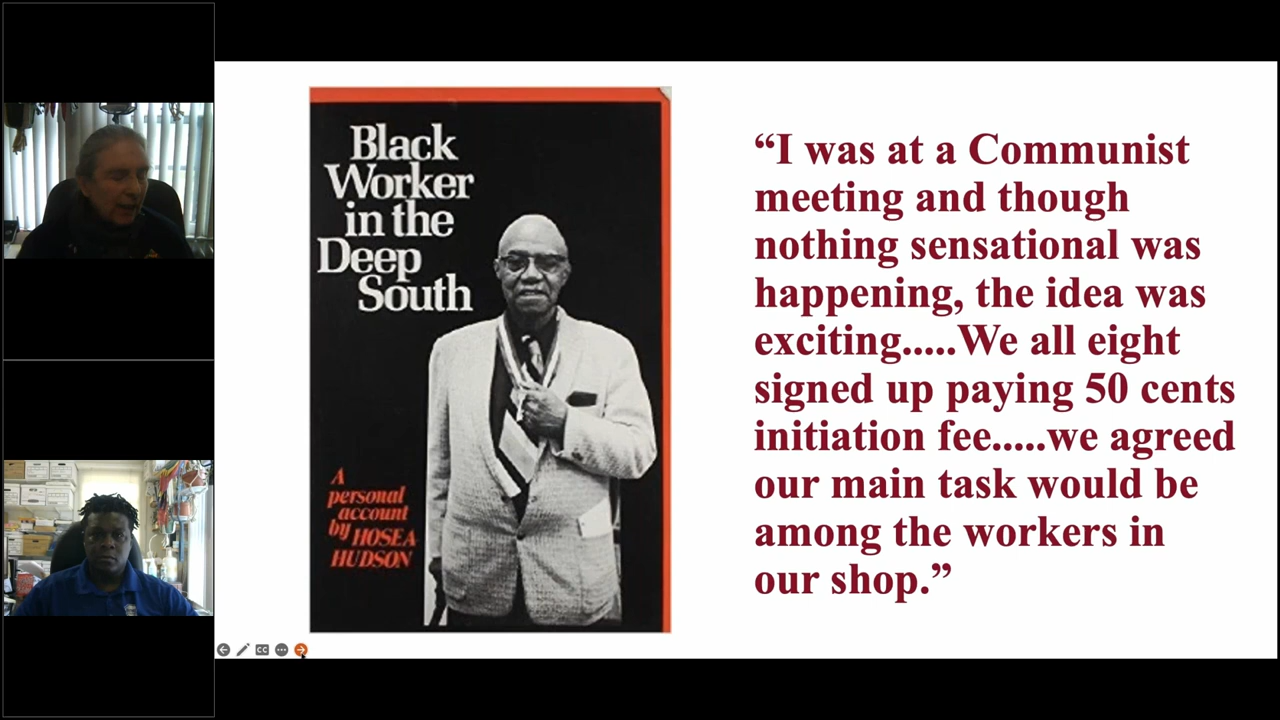 Black
Worker
in the
Deep
South
A
personal
account
by HOSEA
HUDSON
“I was at a Communist
meeting and though
nothing sensational was
happening, the idea was
exciting.....We all eight
signed up paying 50 cents
initiation fee.....we agreed
our main task would be
among the workers in
our shop.”
CC